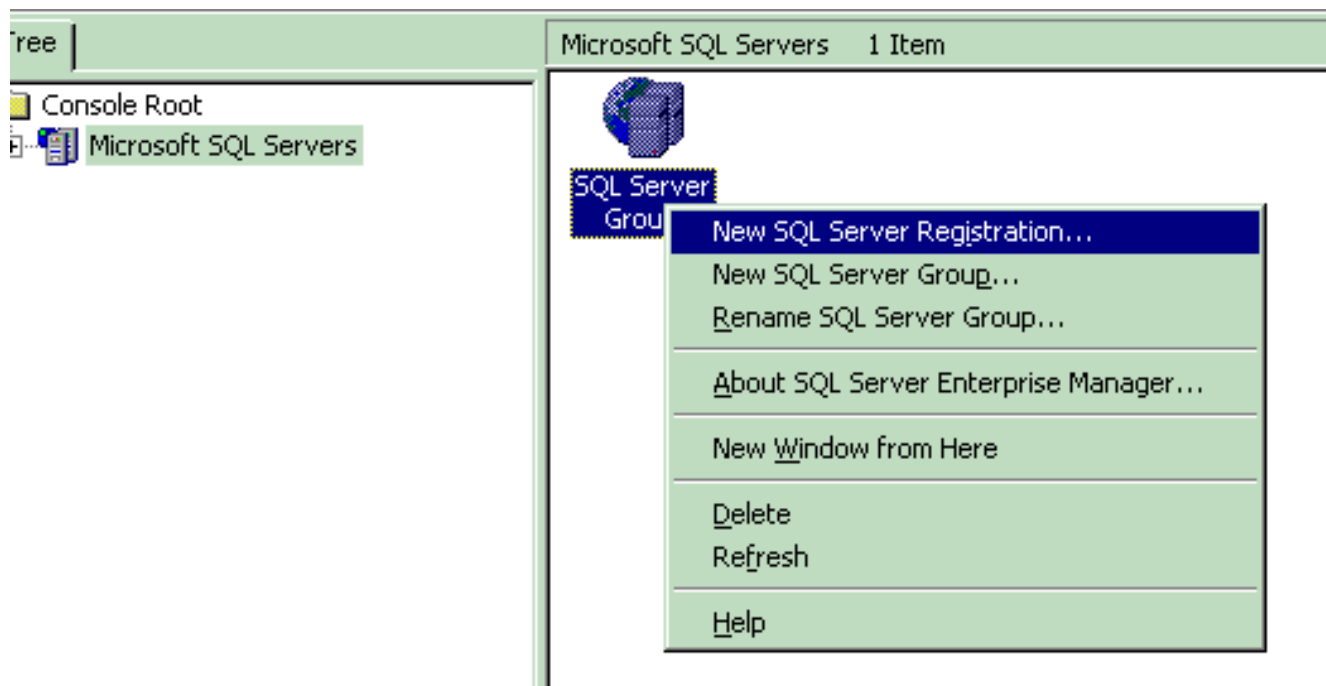 Tree
Microsoft SQL Servers 1 Item
Console Root
Microsoft SQL Servers
SQL Server
Grou
New SQL Server Registration...
New SQL Server Group...
Rename SQL Server Group...
About SQL Server Enterprise Manager...
New Window from Here
Delete
Refresh
Help